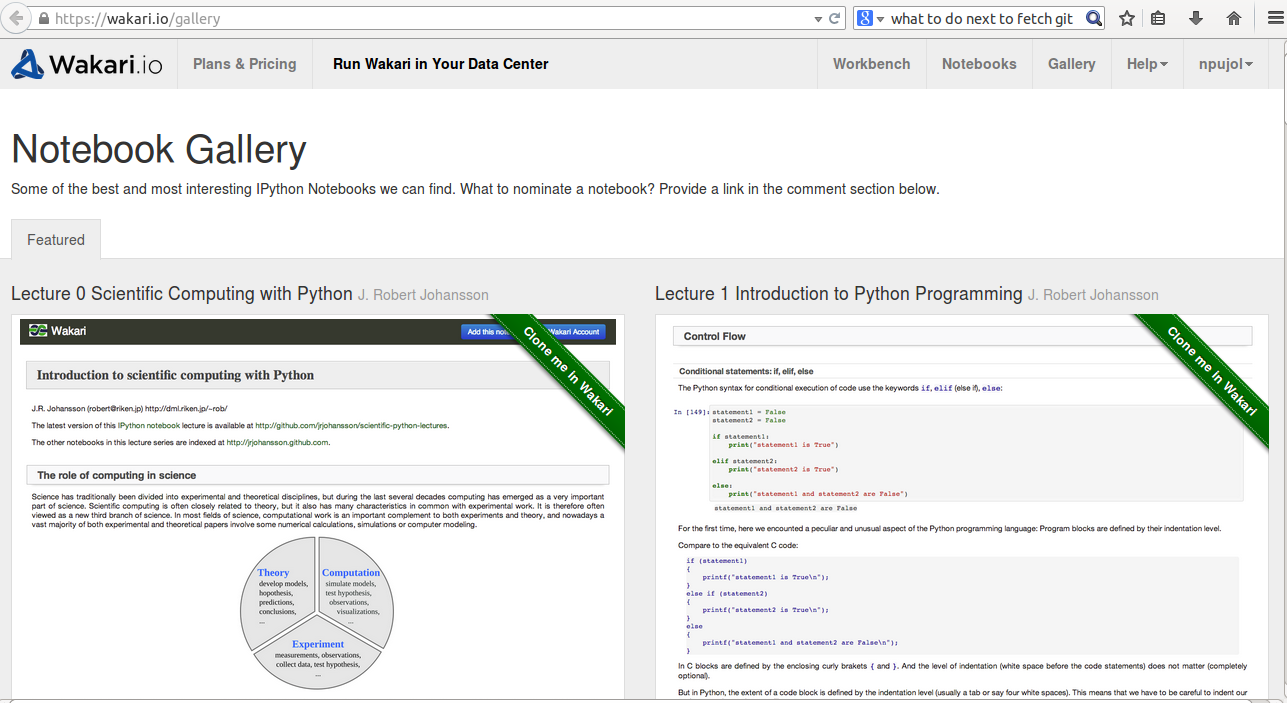 https://wakari.io/gallery
what to do next to fetch git
Wakari.io
Plans & Pricing
Run Wakari in Your Data Center
Workbench
Notebooks
Gallery
Help
npujol
Notebook Gallery
Some of the best and most interesting IPython Notebooks we can find. What to nominate a notebook? Provide a link in the comment section below.
Featured
Lecture 0 Scientific Computing with Python J. Robert Johansson
Wakari
Add this no
Wakari Account
Clone me in Wakari
Introduction to scientific computing with Python
J.R. Johansson (robert@riken.jp) http://dml.riken.jp/~rob/
The latest version of this IPython notebook lecture is available at http://github.com/jrjohansson/scientific-python-lectures.
The other notebooks in this lecture series are indexed at http://jrjohansson.github.com.
The role of computing in science
Science has traditionally been divided into experimental and theoretical disciplines, but during the last several decades computing has emerged as a very important
part of science. Scientific computing is often closely related to theory, but it also has many characteristics in common with experimental work. It is therefore often
viewed as a new third branch of science. In most fields of science, computational work is an important complement to both experiments and theory, and nowadays a
vast majority of both experimental and theoretical papers involve some numerical calculations, simulations or computer modeling.
Theory
develop models,
hopothesis,
predictions,
conclusions,
...
Computation
simulate models,
test hypothesis,
observations,
visualizations,
...
Experiment
measurements, observations,
collect data, test hypothesis,
...
Lecture 1 Introduction to Python Programming J. Robert Johansson
Clone me in Wakari
Control Flow
Conditional statements: if, elif, else
The Python syntax for conditional execution of code use the keywords if, elif (else if), else:
In [149]: statement1 = False
statement2 = False
if statement1:
print("statement1 is True")
elif statement2:
print("statement2 is True")
else:
print("statement1 and statement2 are False")
statement1 and statement2 are False
For the first time, here we encounted a peculiar and unusual aspect of the Python programming language: Program blocks are defined by their indentation level.
Compare to the equivalent C code:
if (statement1)
{
printf("statement1 is True\n");
}
else if (statement2)
{
printf("statement2 is True\n");
}
else
{
printf("statement1 and statement2 are False\n");
}
In C blocks are defined by the enclosing curly brakets { and }. And the level of indentation (white space before the code statements) does not matter (completely
optional).
But in Python, the extent of a code block is defined by the indentation level (usually a tab or say four white spaces). This means that we have to be careful to indent our